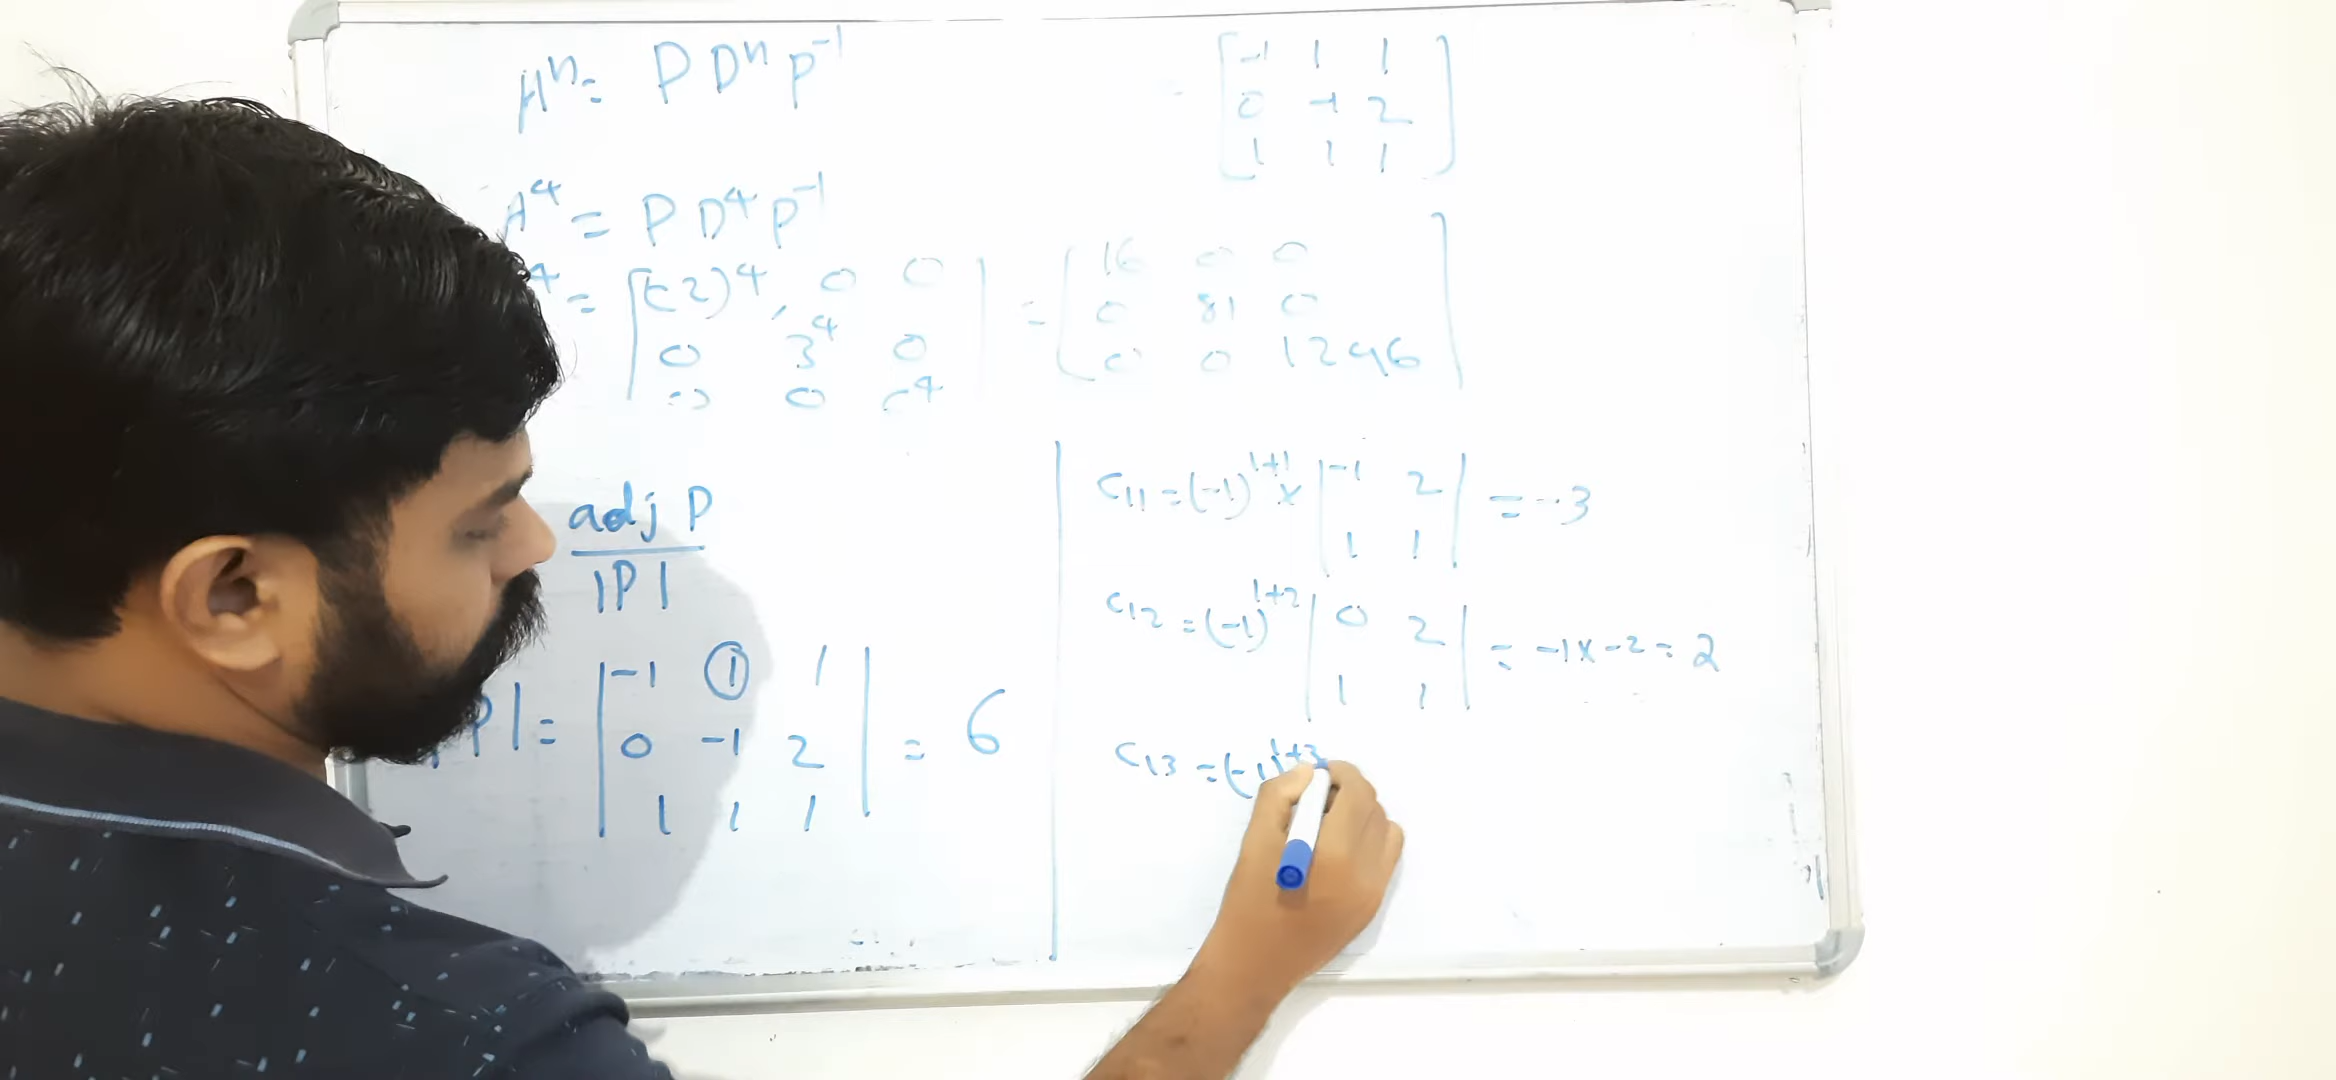 Aⁿ = P Dⁿ P⁻¹
-1 1 1
0 -1 2
1 1 1
A⁴ = P D⁴ P⁻¹
⁴ = [(-2)⁴, 0 0
0 3⁴ 0
0 ⁴] = [16 0 0
0 81 0
0 0 1296]
adj P
|P|
P| = |-1 1 1
0 -1 2
1 1 1| = 6
C11 = (-1)^1+1 × |-1 2
1 1| = -3
C12 = (-1)^1+2 |0 2
1 1| = -1 × -2 = 2
C13 = (-1)^1+3